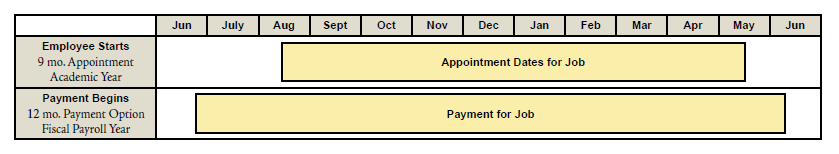 Jun July Aug Sept Oct Nov Dec Jan Feb Mar Apr May Jun
Employee Starts
9 mo. Appointment
Academic Year
Appointment Dates for Job
Payment Begins
12 mo. Payment Option
Fiscal Payroll Year
Payment for Job